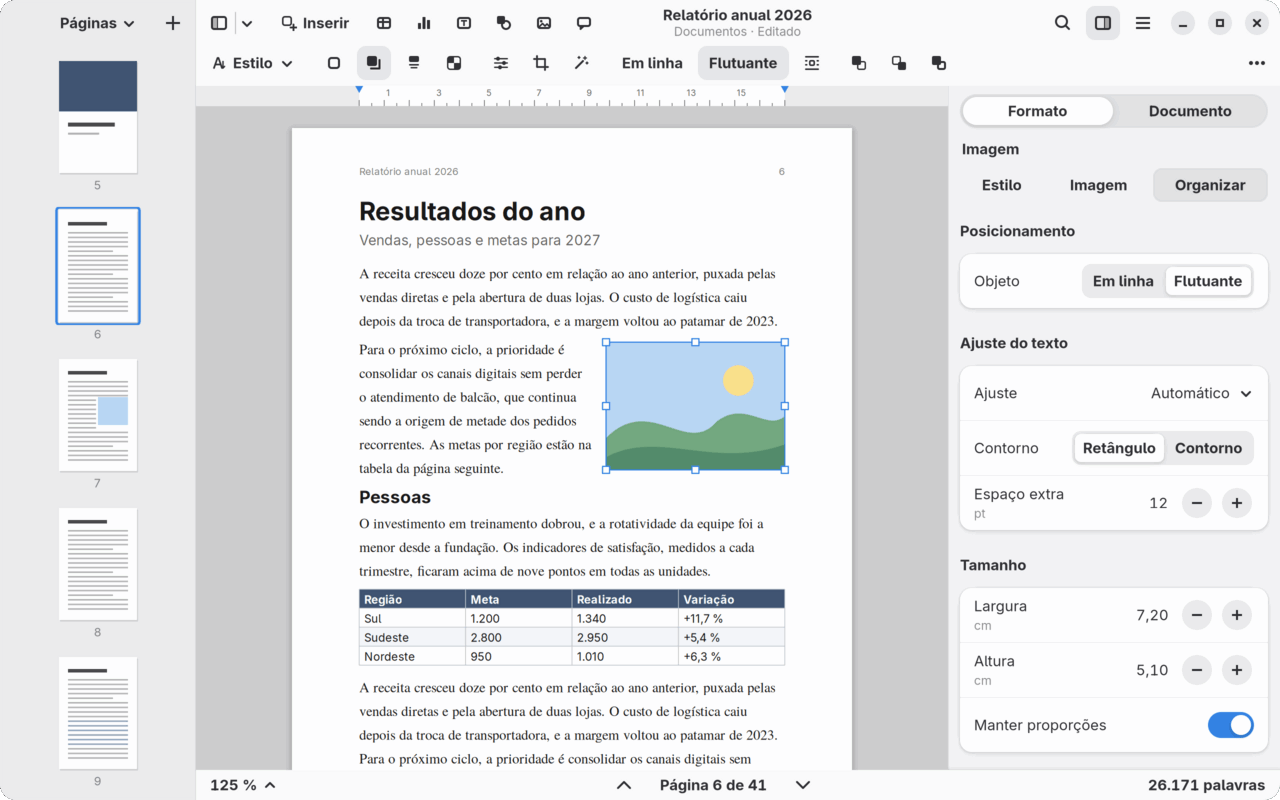 Páginas
Inserir
Relatório anual 2026
Documentos · Editado
Estilo
Em linha
Flutuante
1 3 5 7 9 11 13 15
5
6
7
8
9
Relatório anual 2026 6
Resultados do ano
Vendas, pessoas e metas para 2027
A receita cresceu doze por cento em relação ao ano anterior, puxada pelas
vendas diretas e pela abertura de duas lojas. O custo de logística caiu
depois da troca de transportadora, e a margem voltou ao patamar de 2023.
Para o próximo ciclo, a prioridade é
consolidar os canais digitais sem perder
o atendimento de balcão, que continua
sendo a origem de metade dos pedidos
recorrentes. As metas por região estão na
tabela da página seguinte.
Pessoas
O investimento em treinamento dobrou, e a rotatividade da equipe foi a
menor desde a fundação. Os indicadores de satisfação, medidos a cada
trimestre, ficaram acima de nove pontos em todas as unidades.
Região Meta Realizado Variação
Sul 1.200 1.340 +11,7 %
Sudeste 2.800 2.950 +5,4 %
Nordeste 950 1.010 +6,3 %
A receita cresceu doze por cento em relação ao ano anterior, puxada pelas
vendas diretas e pela abertura de duas lojas. O custo de logística caiu
depois da troca de transportadora, e a margem voltou ao patamar de 2023.
Para o próximo ciclo, a prioridade é consolidar os canais digitais sem
Formato Documento
Imagem
Estilo Imagem Organizar
Posicionamento
Objeto Em linha Flutuante
Ajuste do texto
Ajuste Automático
Contorno Retângulo Contorno
Espaço extra 12
pt
Tamanho
Largura 7,20
cm
Altura 5,10
cm
Manter proporções
125 %
Página 6 de 41
26.171 palavras